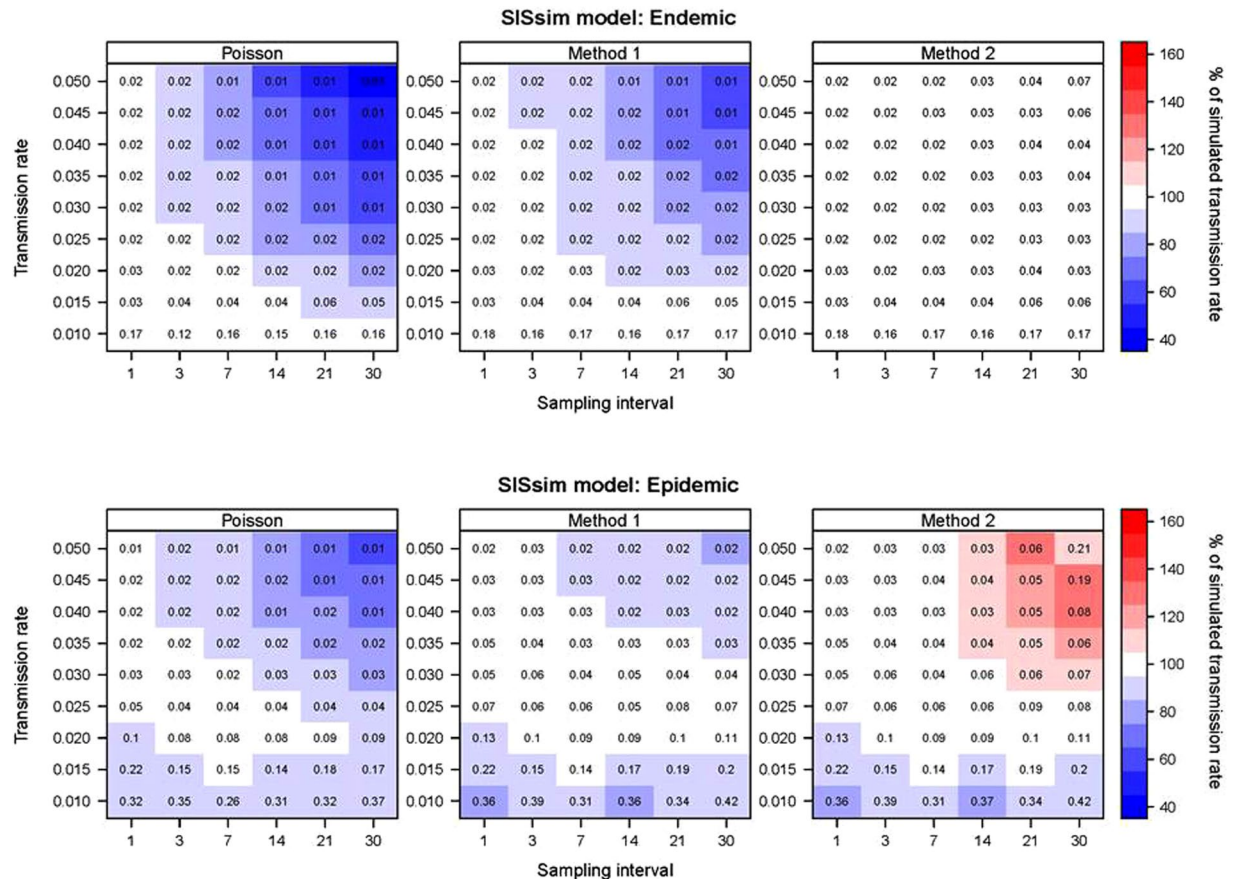 SISsim model: Endemic
Poisson Method 1 Method 2
Transmission rate
0.050 0.02 0.02 0.01 0.01 0.01 0.050 0.02 0.02 0.02 0.01 0.01 0.01 0.050 0.02 0.02 0.02 0.03 0.04 0.07
0.045 0.02 0.02 0.02 0.01 0.01 0.01 0.045 0.02 0.02 0.02 0.02 0.01 0.01 0.045 0.02 0.02 0.03 0.03 0.03 0.06
0.040 0.02 0.02 0.02 0.01 0.01 0.01 0.040 0.02 0.02 0.02 0.02 0.02 0.01 0.040 0.02 0.02 0.02 0.03 0.04 0.04
0.035 0.02 0.02 0.02 0.01 0.01 0.01 0.035 0.02 0.02 0.02 0.02 0.02 0.02 0.035 0.02 0.02 0.02 0.03 0.03 0.04
0.030 0.02 0.02 0.02 0.02 0.01 0.01 0.030 0.02 0.02 0.02 0.02 0.02 0.02 0.030 0.02 0.02 0.02 0.03 0.03 0.03
0.025 0.02 0.02 0.02 0.02 0.02 0.02 0.025 0.02 0.02 0.02 0.02 0.02 0.02 0.025 0.02 0.02 0.02 0.02 0.03 0.03
0.020 0.03 0.02 0.02 0.02 0.02 0.02 0.020 0.03 0.02 0.03 0.02 0.03 0.02 0.020 0.03 0.02 0.03 0.03 0.04 0.03
0.015 0.03 0.04 0.04 0.04 0.06 0.05 0.015 0.03 0.04 0.04 0.04 0.06 0.05 0.015 0.03 0.04 0.04 0.04 0.06 0.06
0.010 0.17 0.12 0.16 0.15 0.16 0.16 0.010 0.18 0.16 0.17 0.16 0.17 0.17 0.010 0.18 0.16 0.17 0.16 0.17 0.17
1 3 7 14 21 30 1 3 7 14 21 30 1 3 7 14 21 30
Sampling interval
160
140
120
100
80
60
40
% of simulated transmission rate
SISsim model: Epidemic
Poisson Method 1 Method 2
Transmission rate
0.050 0.01 0.02 0.01 0.01 0.01 0.01 0.050 0.02 0.03 0.02 0.02 0.02 0.02 0.050 0.02 0.03 0.03 0.03 0.06 0.21
0.045 0.02 0.02 0.02 0.02 0.01 0.01 0.045 0.03 0.03 0.02 0.02 0.02 0.02 0.045 0.03 0.03 0.04 0.04 0.05 0.19
0.040 0.02 0.02 0.02 0.01 0.02 0.01 0.040 0.03 0.03 0.03 0.02 0.03 0.02 0.040 0.03 0.03 0.03 0.03 0.05 0.08
0.035 0.02 0.02 0.02 0.02 0.02 0.02 0.035 0.05 0.04 0.03 0.03 0.03 0.03 0.035 0.05 0.04 0.04 0.04 0.05 0.06
0.030 0.03 0.03 0.02 0.03 0.03 0.03 0.030 0.05 0.06 0.04 0.05 0.04 0.04 0.030 0.05 0.06 0.04 0.06 0.06 0.07
0.025 0.05 0.04 0.04 0.04 0.04 0.04 0.025 0.07 0.06 0.06 0.05 0.08 0.07 0.025 0.07 0.06 0.06 0.06 0.09 0.08
0.020 0.1 0.08 0.08 0.08 0.09 0.09 0.020 0.13 0.1 0.09 0.09 0.1 0.11 0.020 0.13 0.1 0.09 0.09 0.1 0.11
0.015 0.22 0.15 0.15 0.14 0.18 0.17 0.015 0.22 0.15 0.14 0.17 0.19 0.2 0.015 0.22 0.15 0.14 0.17 0.19 0.2
0.010 0.32 0.35 0.26 0.31 0.32 0.37 0.010 0.36 0.39 0.31 0.36 0.34 0.42 0.010 0.36 0.39 0.31 0.37 0.34 0.42
1 3 7 14 21 30 1 3 7 14 21 30 1 3 7 14 21 30
Sampling interval
160
140
120
100
80
60
40
% of simulated transmission rate